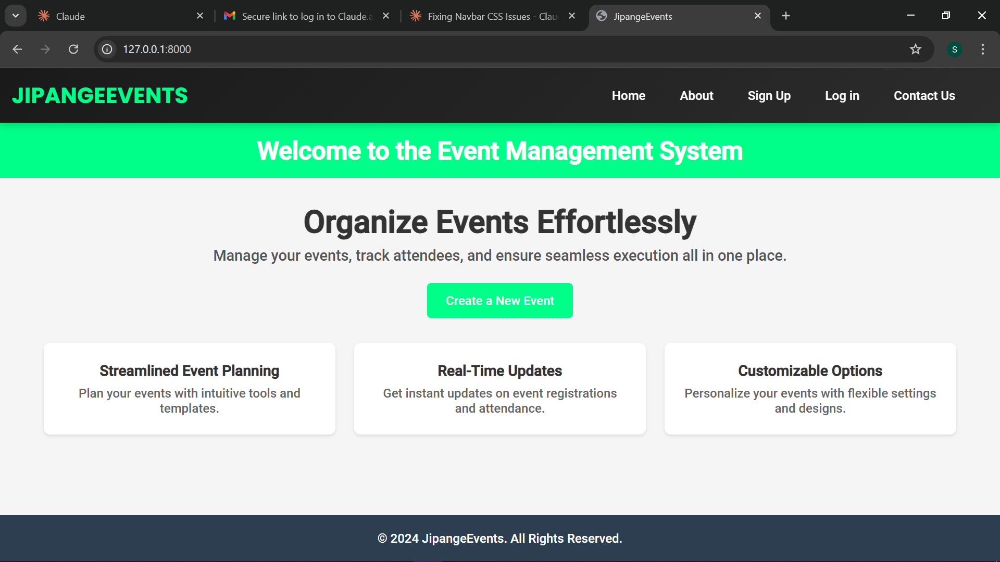 Claude
Secure link to log in to Claude.a
Fixing Navbar CSS Issues - Clau
JipangeEvents
127.0.0.1:8000
S
JIPANGEEVENTS
Home
About
Sign Up
Log in
Contact Us
Welcome to the Event Management System
Organize Events Effortlessly
Manage your events, track attendees, and ensure seamless execution all in one place.
Create a New Event
Streamlined Event Planning
Plan your events with intuitive tools and
templates.
Real-Time Updates
Get instant updates on event registrations
and attendance.
Customizable Options
Personalize your events with flexible settings
and designs.
© 2024 JipangeEvents. All Rights Reserved.